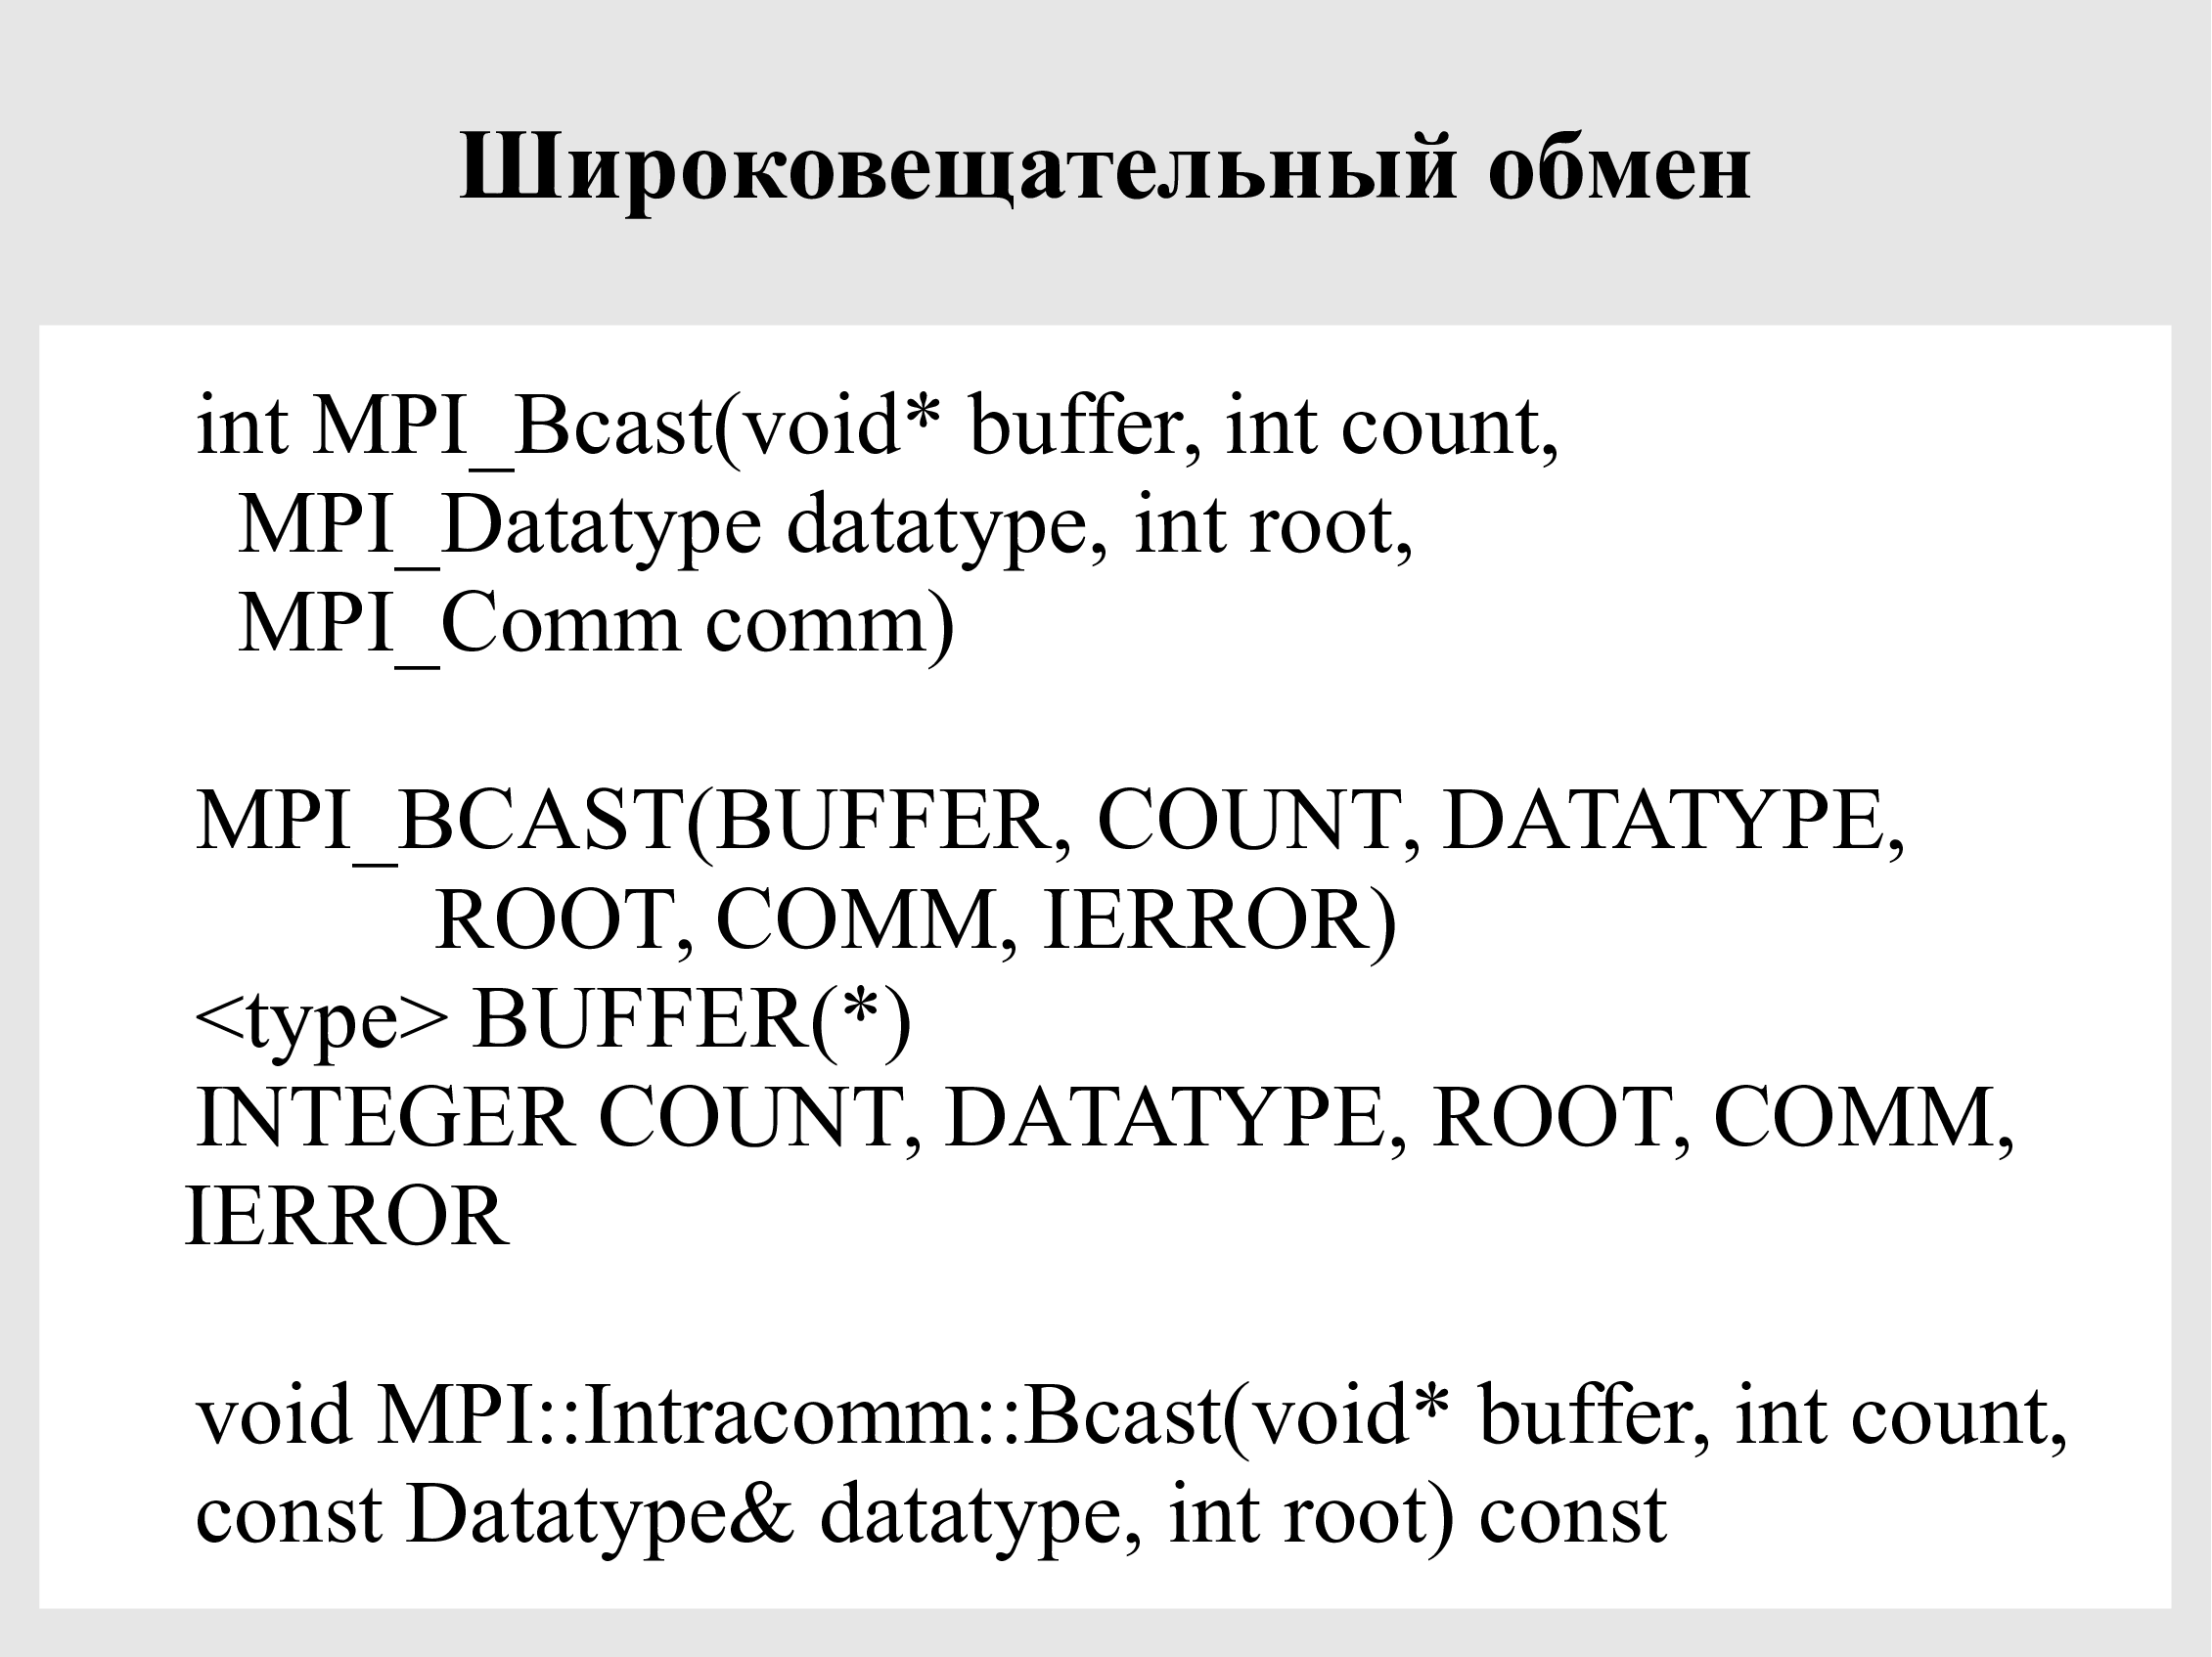 Широковещательный обмен
int MPI_Bcast(void* buffer, int count,
MPI_Datatype datatype, int root,
MPI_Comm comm)
MPI_BCAST(BUFFER, COUNT, DATATYPE,
ROOT, COMM, IERROR)
<type> BUFFER(*)
INTEGER COUNT, DATATYPE, ROOT, COMM,
IERROR
void MPI::Intracomm::Bcast(void* buffer, int count,
const Datatype& datatype, int root) const